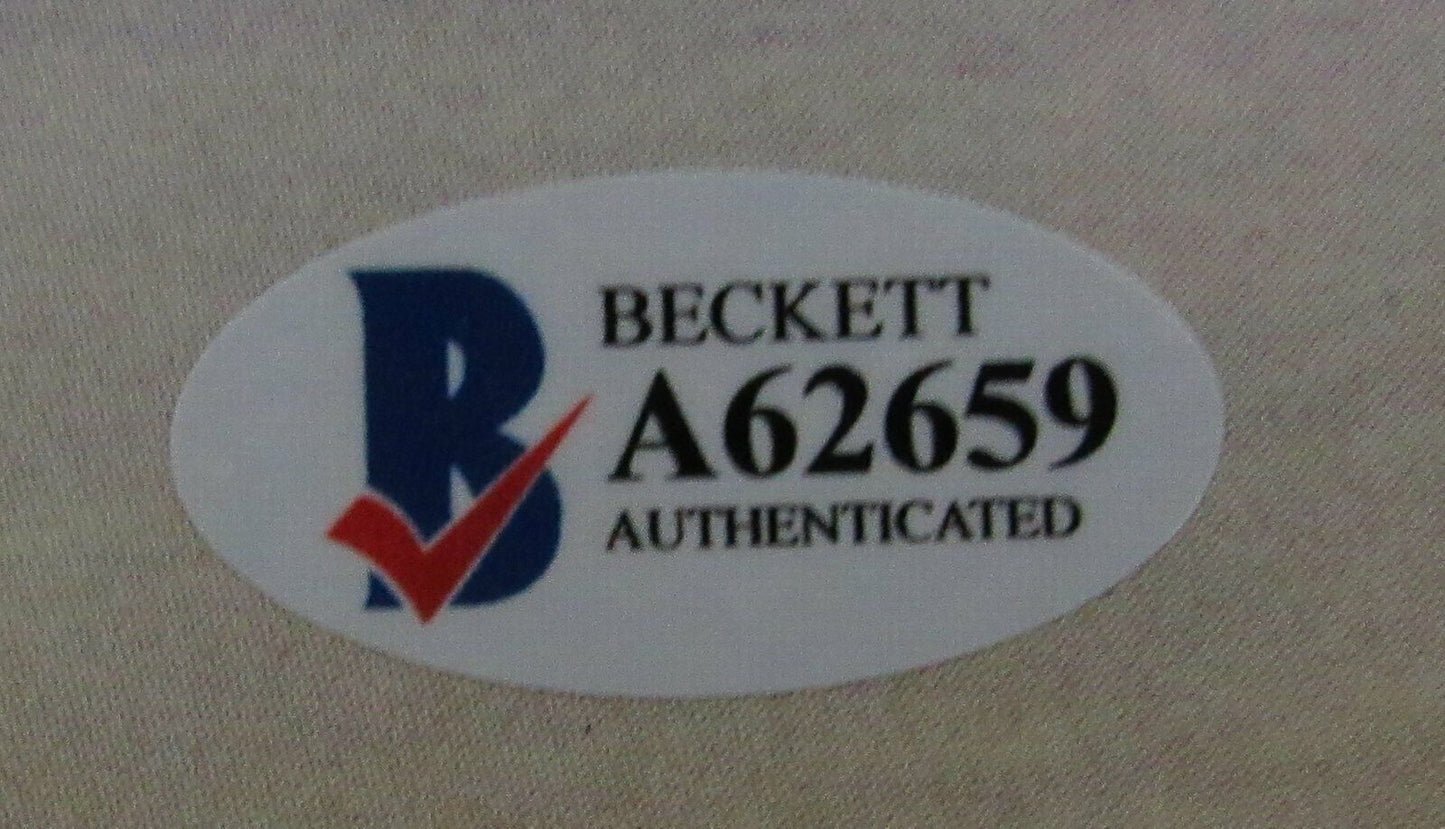 B
BECKETT
A62659
AUTHENTICATED